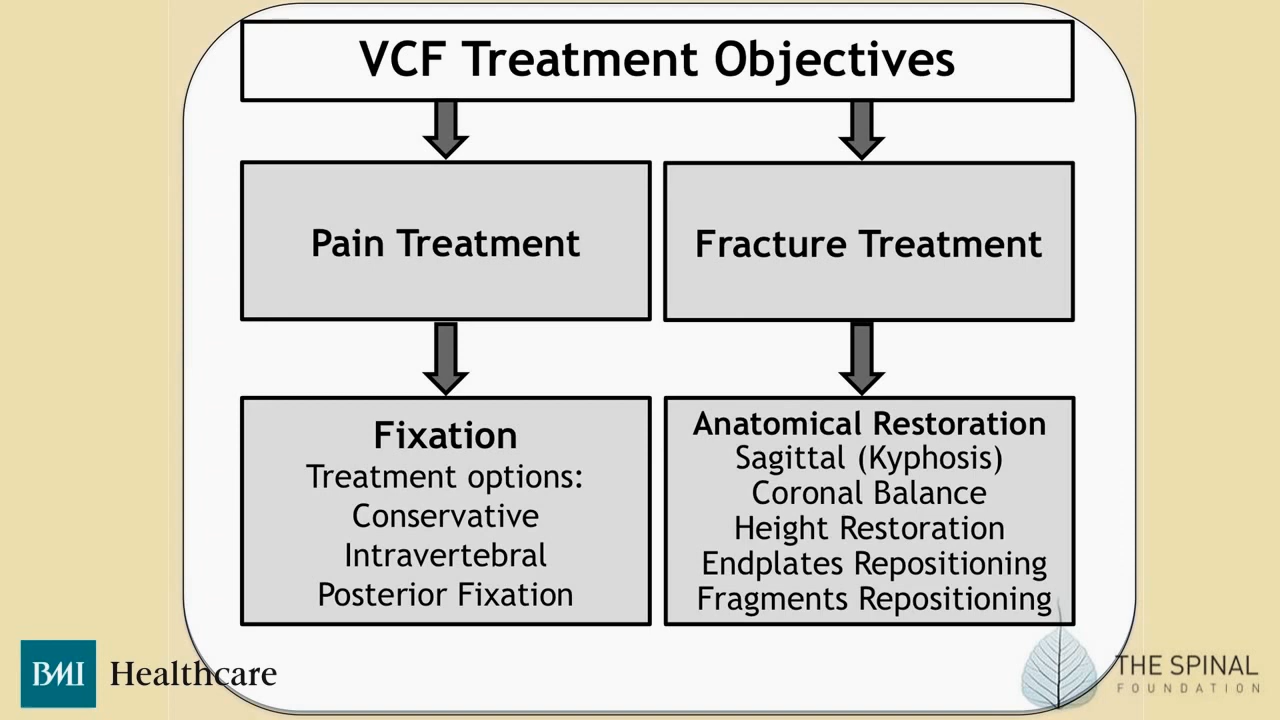 VCF Treatment Objectives
Pain Treatment
Fracture Treatment
Fixation
Treatment options:
Conservative
Intravertebral
Posterior Fixation
Anatomical Restoration
Sagittal (Kyphosis)
Coronal Balance
Height Restoration
Endplates Repositioning
Fragments Repositioning
BMI Healthcare
THE SPINAL
FOUNDATION